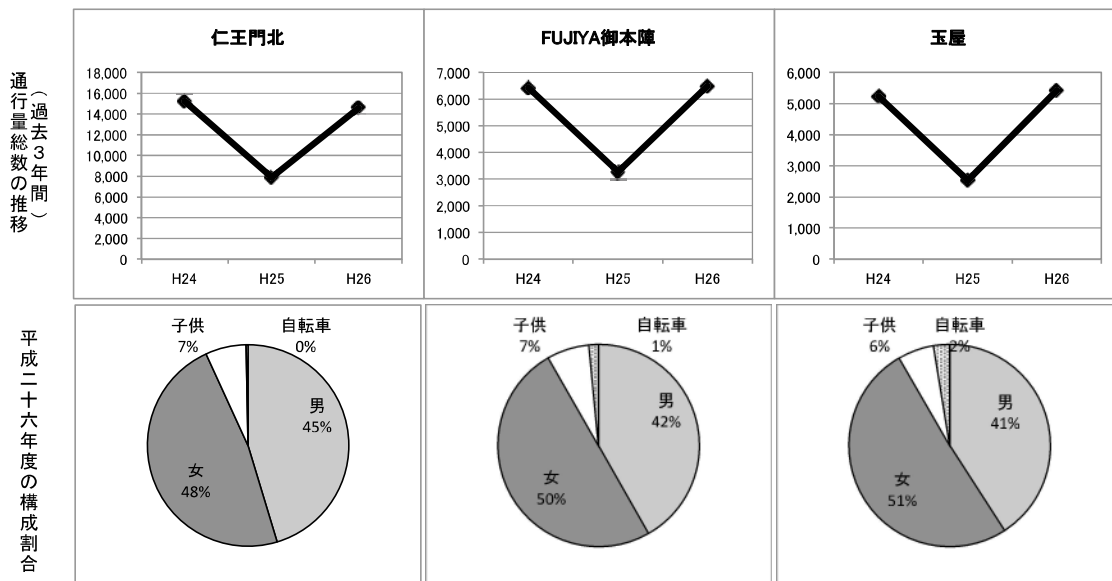 仁王門北
FUJIYA御本陣
玉屋
通行量総数の推移
（過去３年間）
18,000
16,000
14,000
12,000
10,000
8,000
6,000
4,000
2,000
0
H24
H25
H26
7,000
6,000
5,000
4,000
3,000
2,000
1,000
0
H24
H25
H26
6,000
5,000
4,000
3,000
2,000
1,000
0
H24
H25
H26
平成二十六年度の構成割合
子供
7%
自転車
0%
男
45%
女
48%
子供
7%
自転車
1%
男
42%
女
50%
子供
6%
自転車
2%
男
41%
女
51%